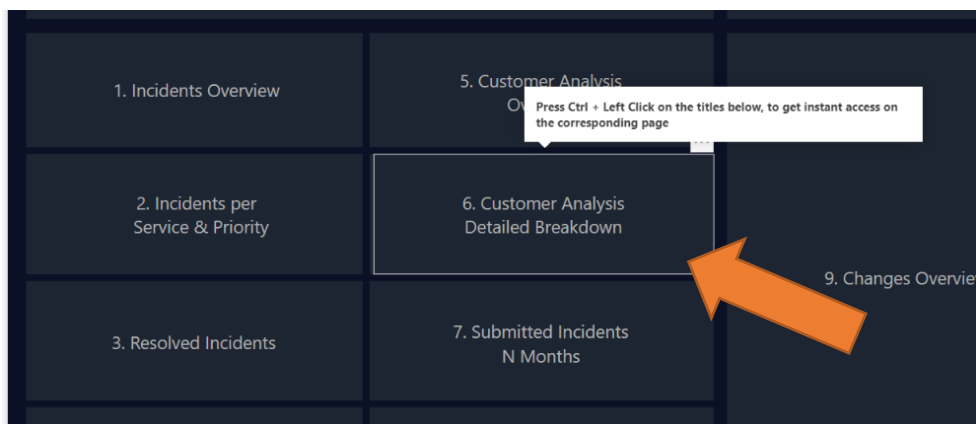 1. Incidents Overview
5. Customer Analysis
Press Ctrl + Left Click on the titles below, to get instant access on
the corresponding page
2. Incidents per
Service & Priority
6. Customer Analysis
Detailed Breakdown
9. Changes Overvie
3. Resolved Incidents
7. Submitted Incidents
N Months